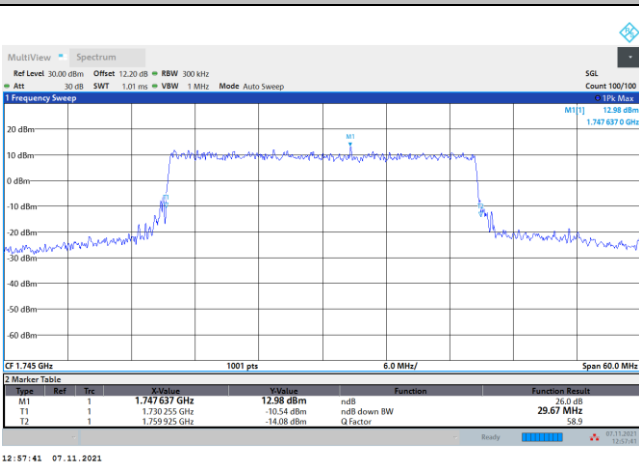 MultiView Spectrum
Ref Level 30.00 dBm Offset 12.20 dB RBW 300 kHz SGL
Att 30 dB SWT 1.01 ms VBW 1 MHz Mode Auto Sweep Count 100/100
1 Frequency Sweep 1Pk Max
M1[1] 12.98 dBm
1.747 637 0 GHz
20 dBm
M1
10 dBm
0 dBm
-10 dBm
-20 dBm
-30 dBm
-40 dBm
-50 dBm
-60 dBm
CF 1.745 GHz 1001 pts 6.0 MHz/ Span 60.0 MHz
2 Marker Table
Type Ref Trc X-Value Y-Value Function Function Result
M1 1 1.747 637 GHz 12.98 dBm ndB 26.0 dB
T1 1 1.730 255 GHz -10.54 dBm ndB down BW 29.67 MHz
T2 1 1.759 925 GHz -14.08 dBm Q Factor 58.9
Ready 07.11.2021
12:57:41
12:57:41 07.11.2021